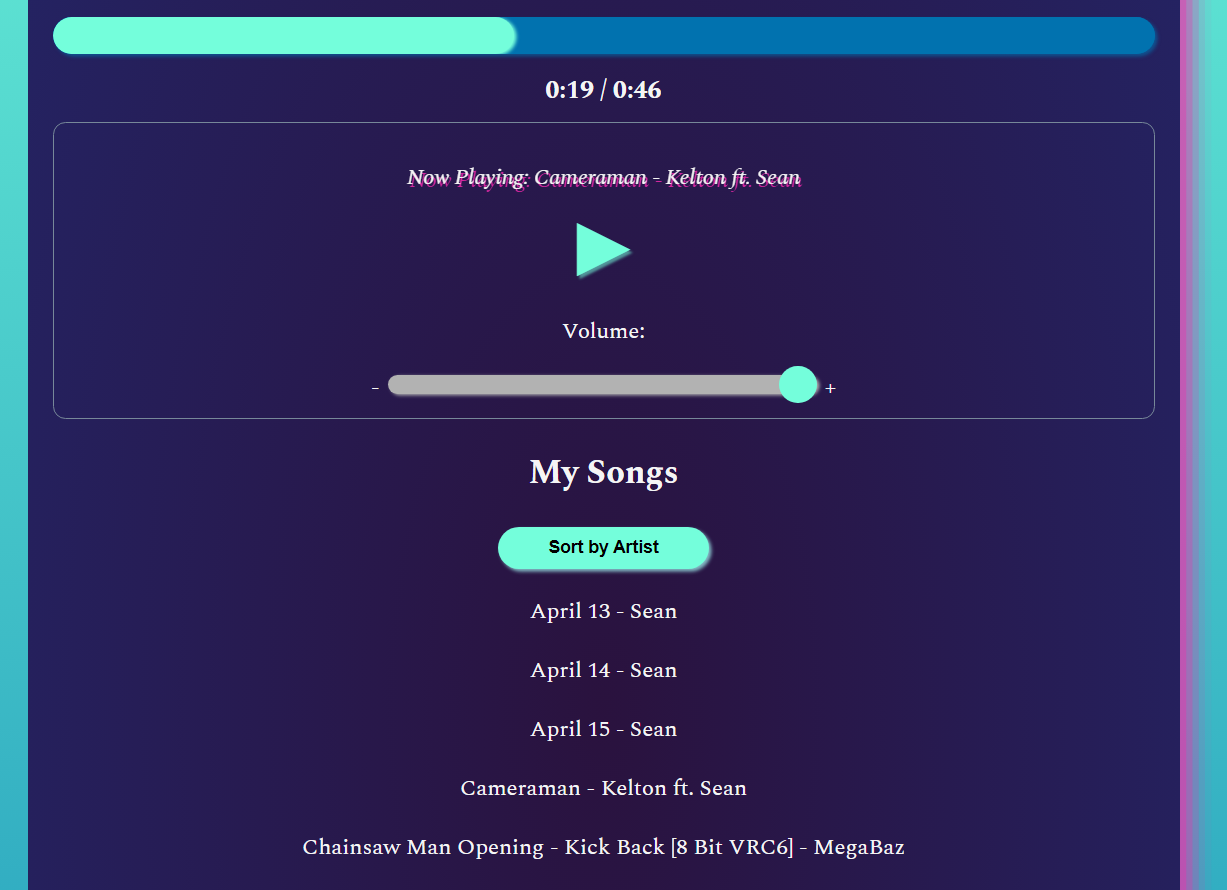 0:19 / 0:46
Now Playing: Cameraman - Kelton ft. Sean
Volume:
- +
My Songs
Sort by Artist
April 13 - Sean
April 14 - Sean
April 15 - Sean
Cameraman - Kelton ft. Sean
Chainsaw Man Opening - Kick Back [8 Bit VRC6] - MegaBaz